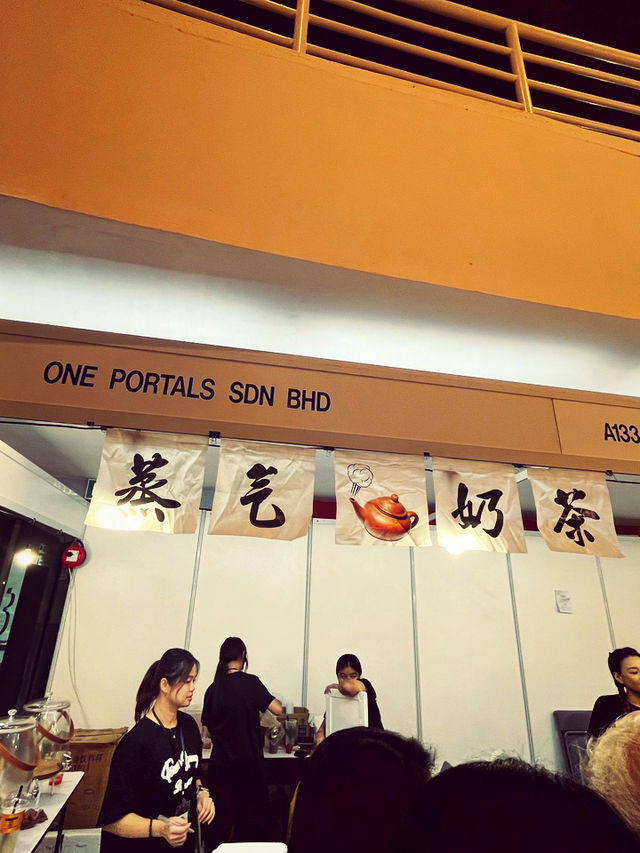 ONE PORTALS SDN BHD
A133
蒸气奶茶